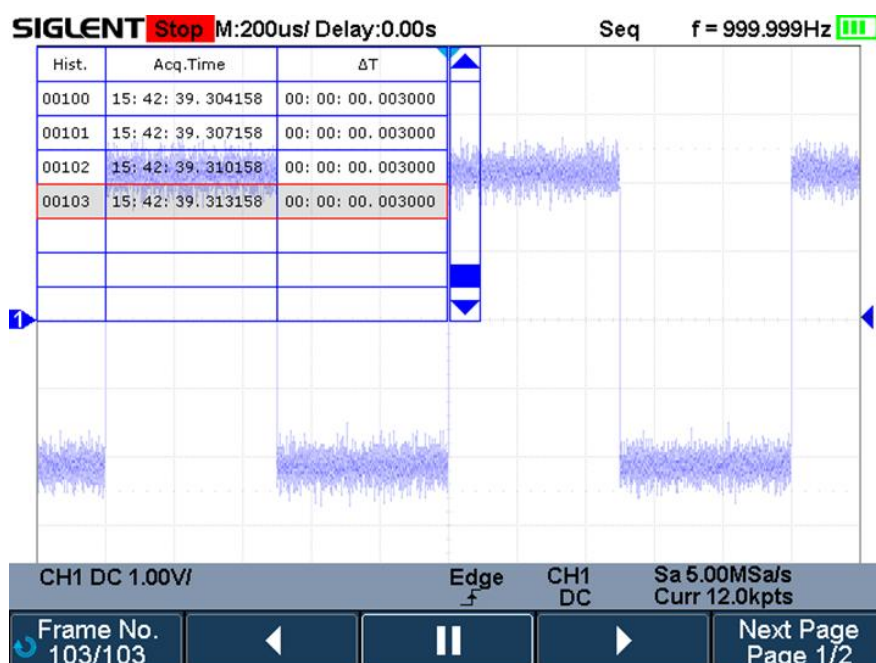 SIGLENT Stop M:200us/ Delay:0.00s Seq f = 999.999Hz
Hist. Acq.Time ΔT
00100 15: 42: 39. 304158 00: 00: 00. 003000
00101 15: 42: 39. 307158 00: 00: 00. 003000
00102 15: 42: 39. 310158 00: 00: 00. 003000
00103 15: 42: 39. 313158 00: 00: 00. 003000
1
CH1 DC 1.00V/ Edge CH1 Sa 5.00MSa/s
DC Curr 12.0kpts
Frame No. Next Page
103/103 Page 1/2